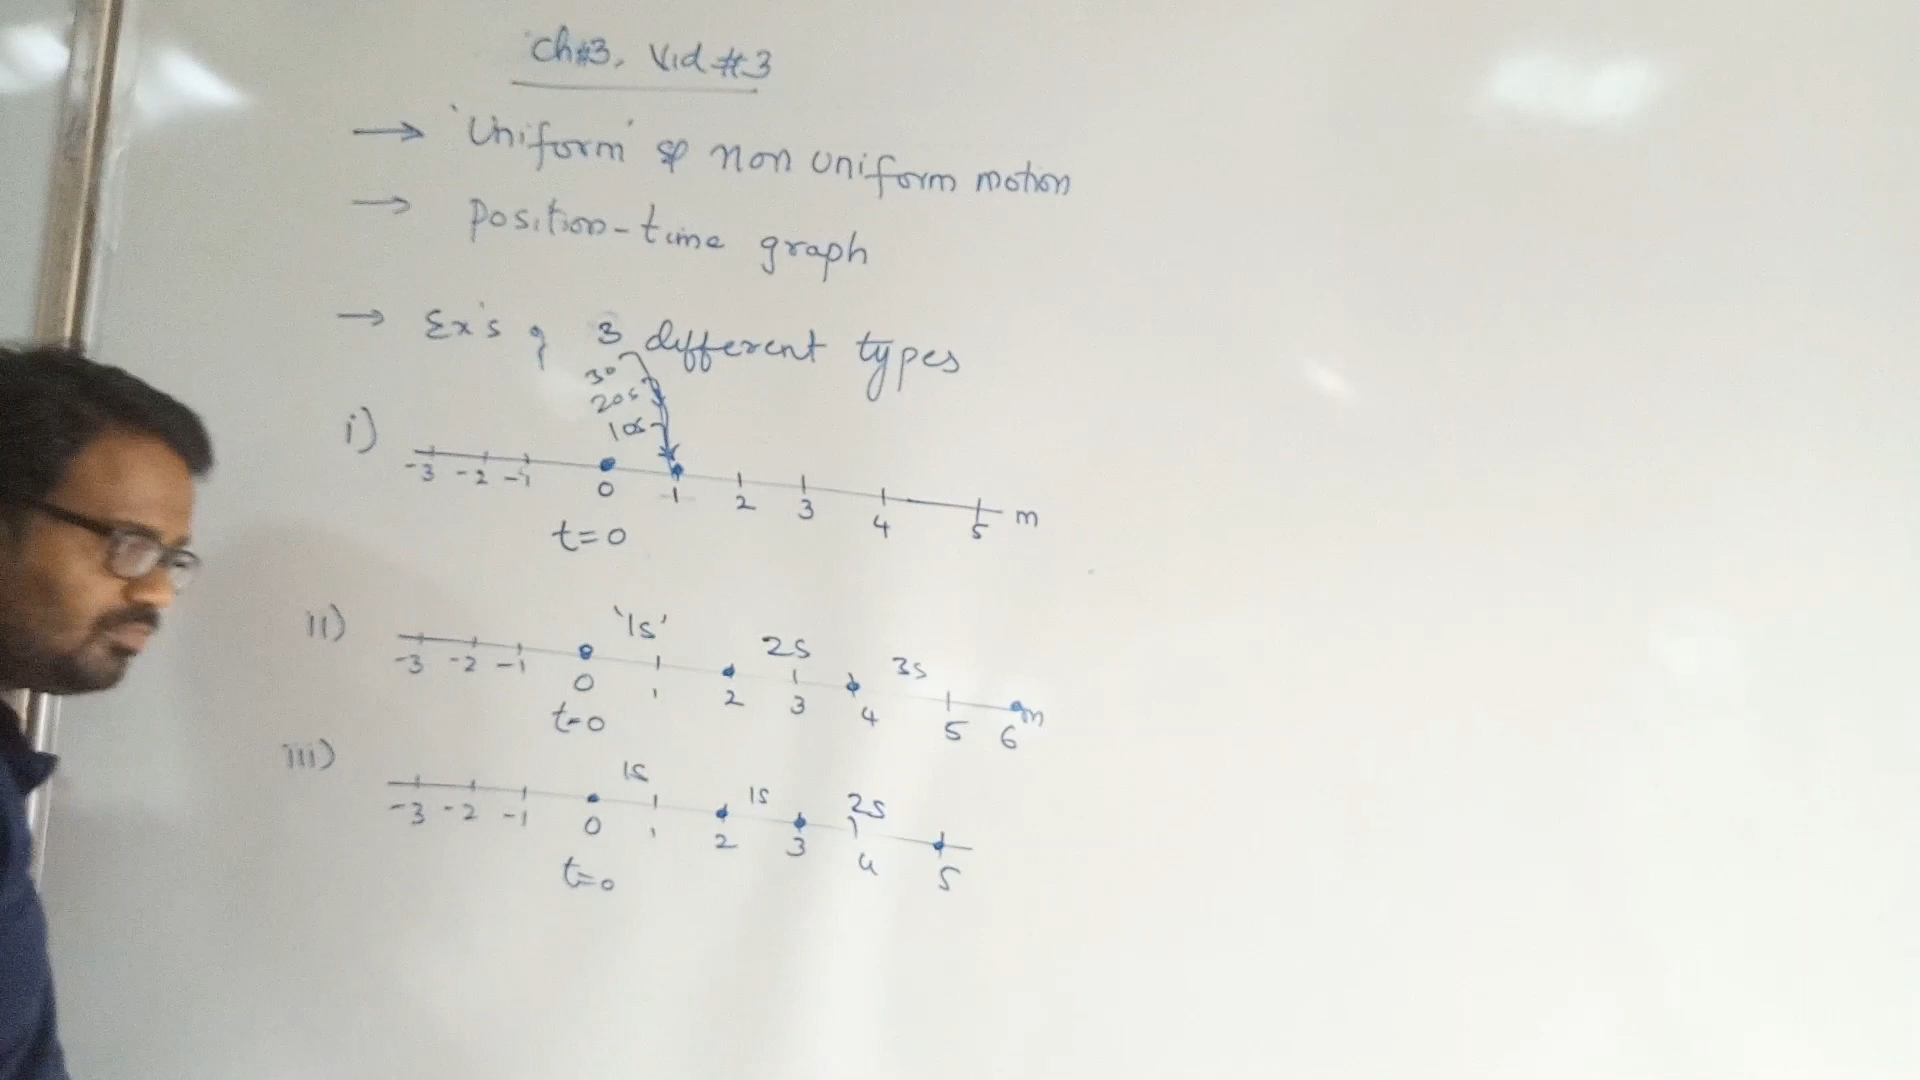 Ch#3, Vid #3
→ 'Uniform' & non uniform motion
→ Position-time graph
→ Ex's of 3 different types
30
20s
10s
i)
-3 -2 -1 0 1 2 3 4 5 m
t=0
ii) '1s' 2s 3s
-3 -2 -1 0 1 2 3 4 5 6 m
t=0
iii) 1s 1s 2s
-3 -2 -1 0 1 2 3 4 5
t=0